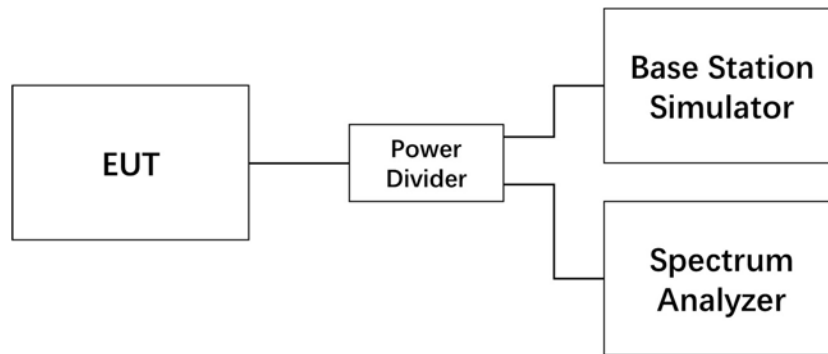 EUT
Power
Divider
Base Station
Simulator
Spectrum
Analyzer